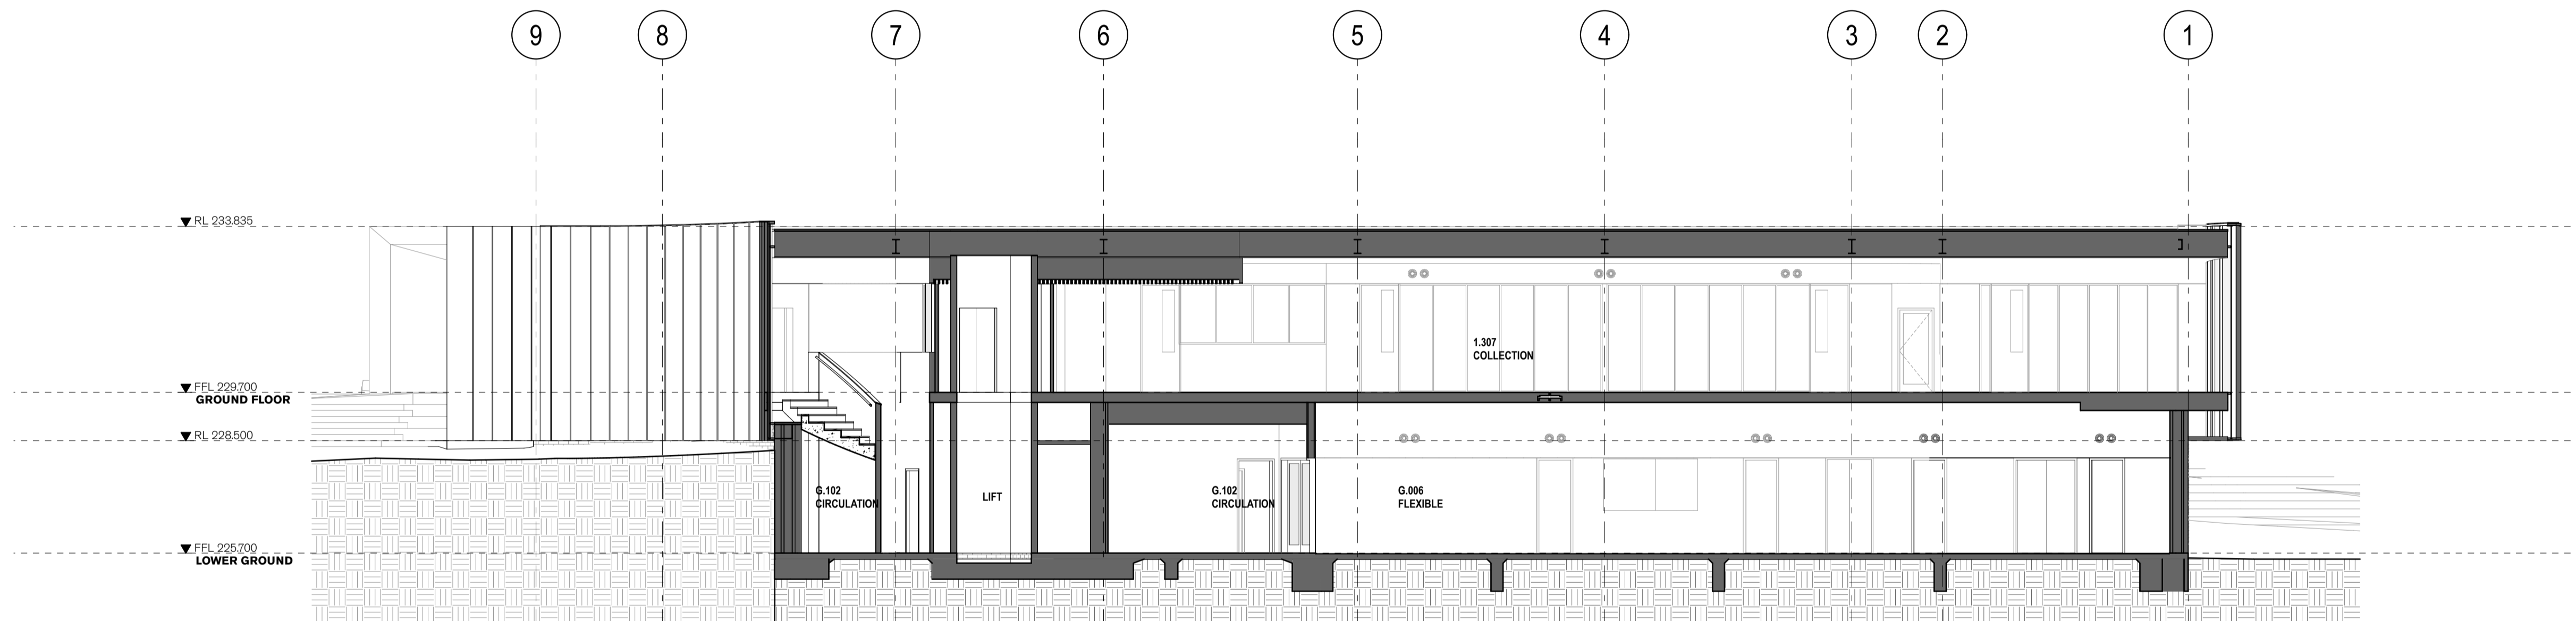 9 8 7 6 5 4 3 2 1
RL 233.835
1.307
COLLECTION
FFL 229.700
GROUND FLOOR
RL 228.500
G.102
CIRCULATION
LIFT
G.102
CIRCULATION
G.006
FLEXIBLE
FFL 225.700
LOWER GROUND